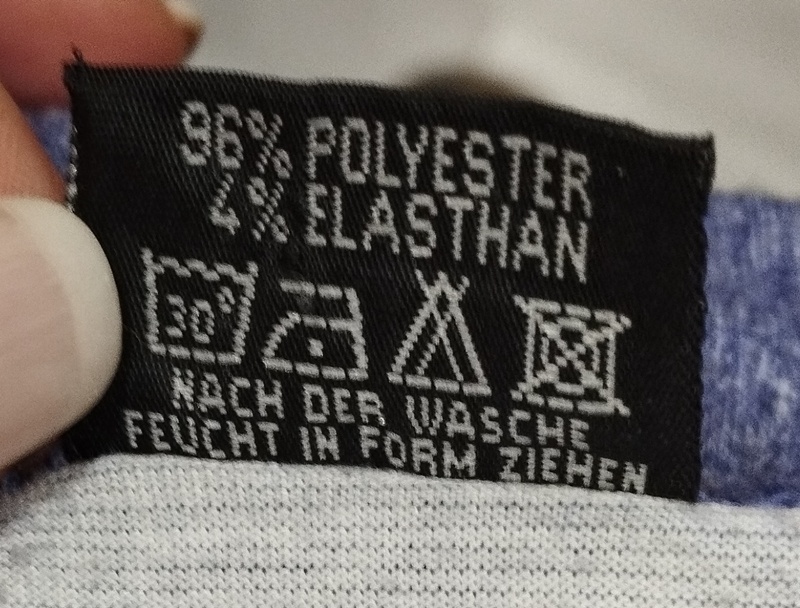 96% POLYESTER
4% ELASTHAN
30°
NACH DER WASCHE
FEUCHT IN FORM ZIEHEN